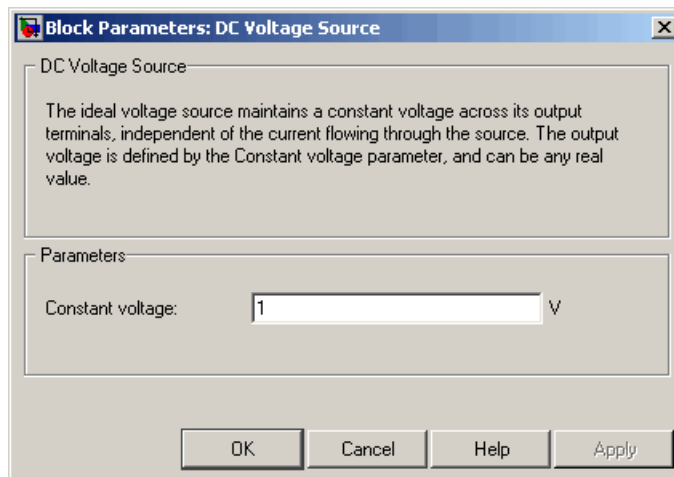 Block Parameters: DC Voltage Source
DC Voltage Source
The ideal voltage source maintains a constant voltage across its output
terminals, independent of the current flowing through the source. The output
voltage is defined by the Constant voltage parameter, and can be any real
value.
Parameters
Constant voltage: 1 V
OK Cancel Help Apply